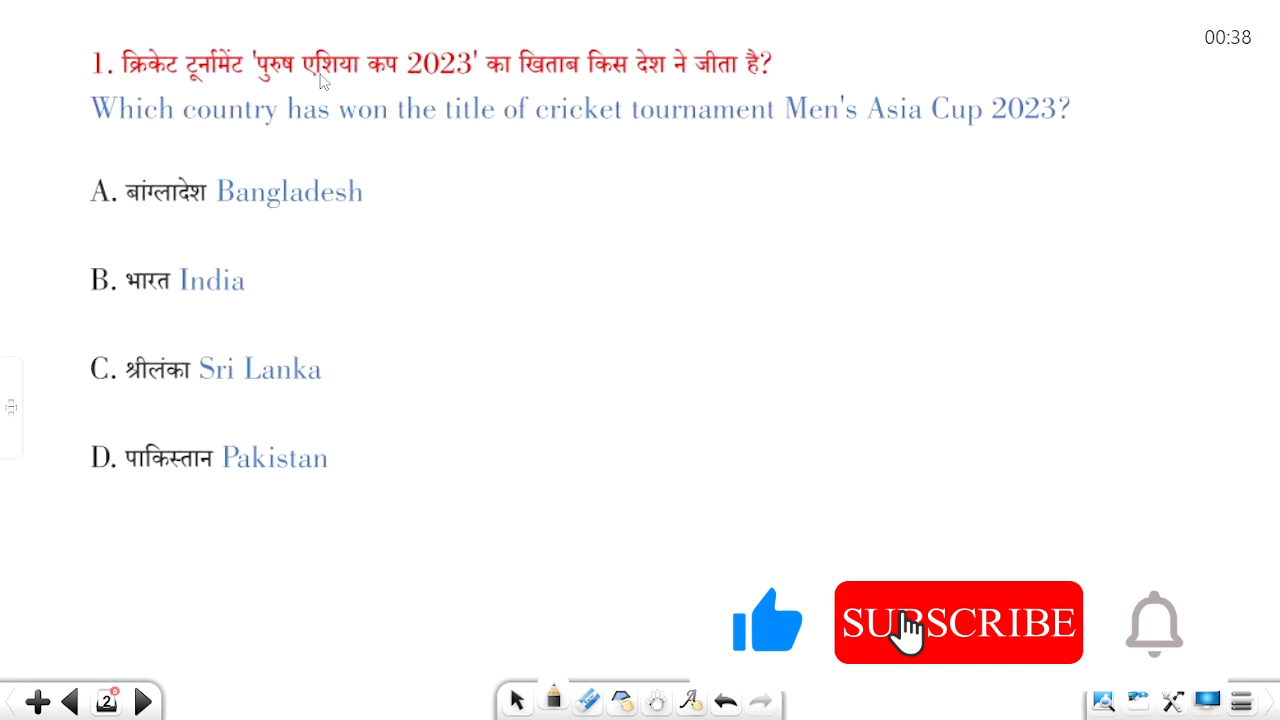 00:38
1. क्रिकेट टूर्नामेंट 'पुरुष एशिया कप 2023' का खिताब किस देश ने जीता है?
Which country has won the title of cricket tournament Men's Asia Cup 2023?
A. बांग्लादेश Bangladesh
B. भारत India
C. श्रीलंका Sri Lanka
D. पाकिस्तान Pakistan
SUBSCRIBE
2